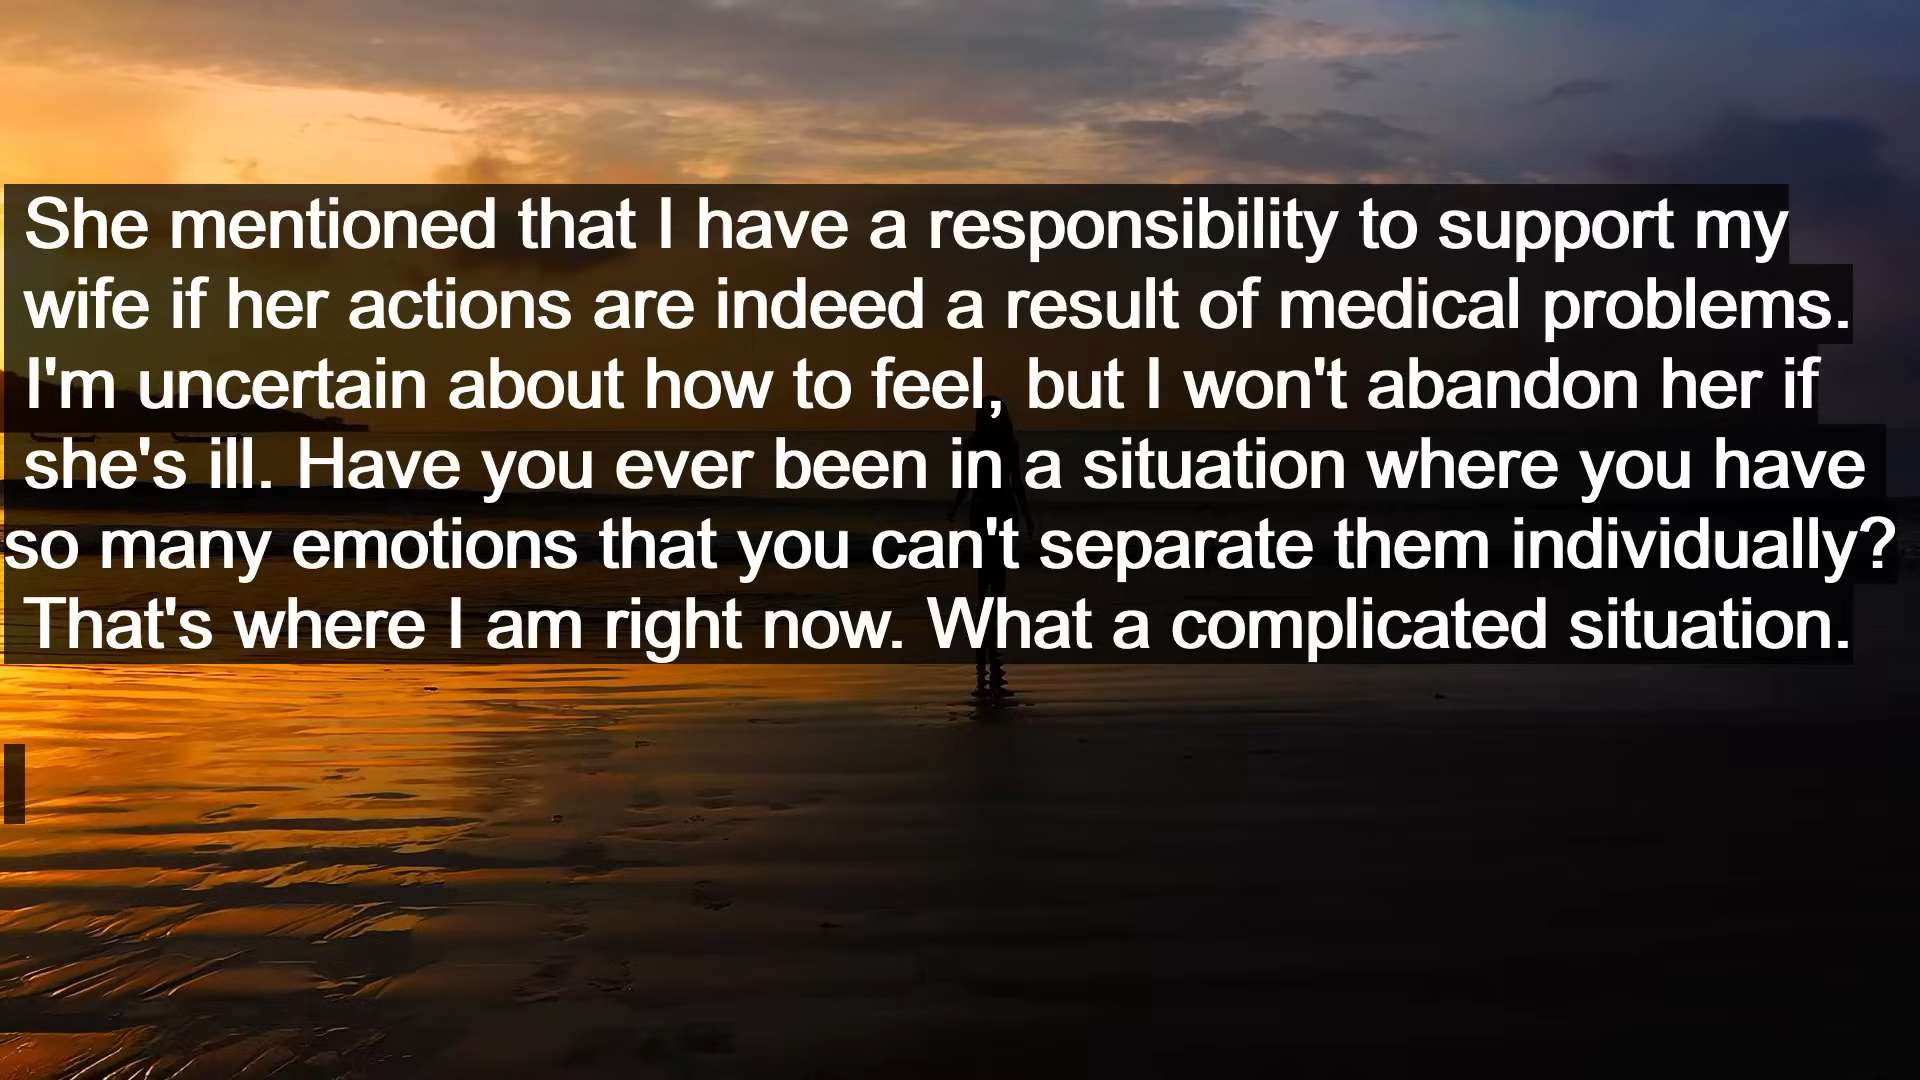 She mentioned that I have a responsibility to support my
wife if her actions are indeed a result of medical problems.
I'm uncertain about how to feel, but I won't abandon her if
she's ill. Have you ever been in a situation where you have
so many emotions that you can't separate them individually?
That's where I am right now. What a complicated situation.